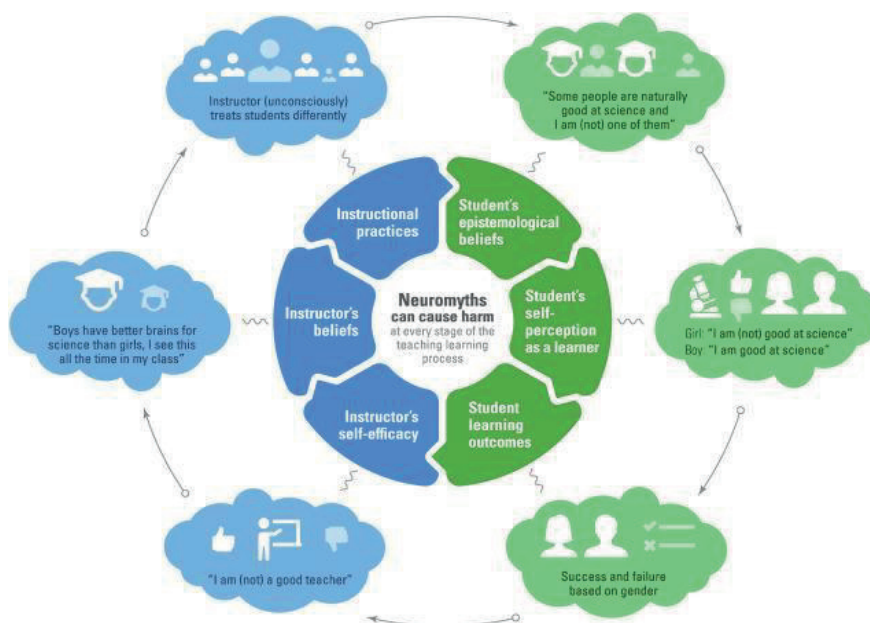 Instructor (unconsciously)
treats students differently
"Some people are naturally
good at science and
I am (not) one of them"
Instructional
practices
Student's
epistemological
beliefs
"Boys have better brains for
science than girls, I see this
all the time in my class"
Instructor's
beliefs
Neuromyths
can cause harm
at every stage of the
teaching learning
process
Student's
self-
perception
as a learner
Girl: "I am (not) good at science"
Boy: "I am good at science"
Instructor's
self-efficacy
Student
learning
outcomes
"I am (not) a good teacher"
Success and failure
based on gender